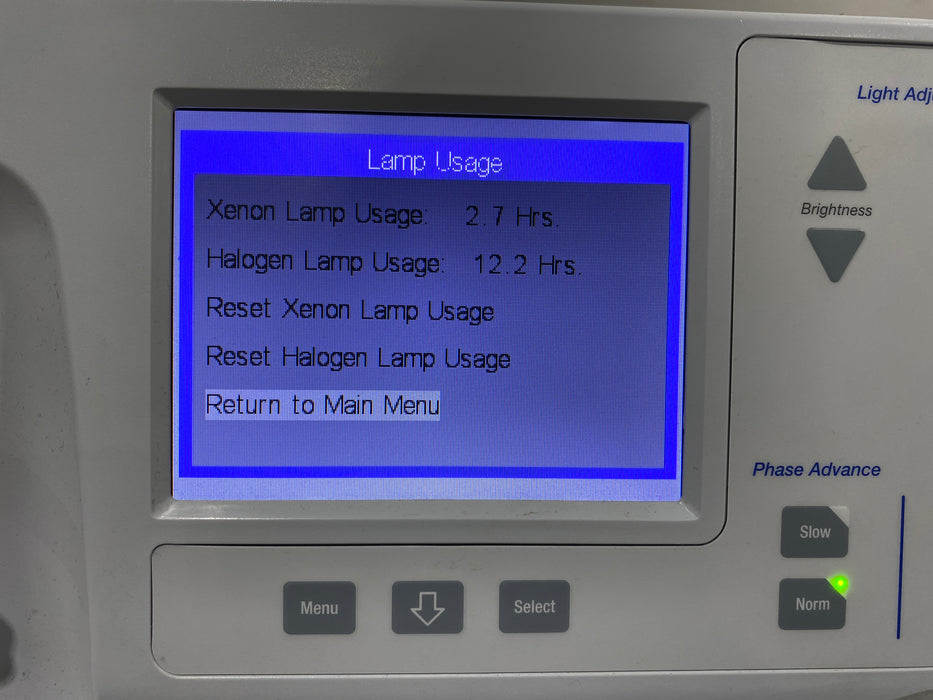 Lamp Usage
Xenon Lamp Usage: 2.7 Hrs.
Halogen Lamp Usage: 12.2 Hrs.
Reset Xenon Lamp Usage
Reset Halogen Lamp Usage
Return to Main Menu
Menu
Select
Light
Brightness
Phase Advance
Slow
Norm